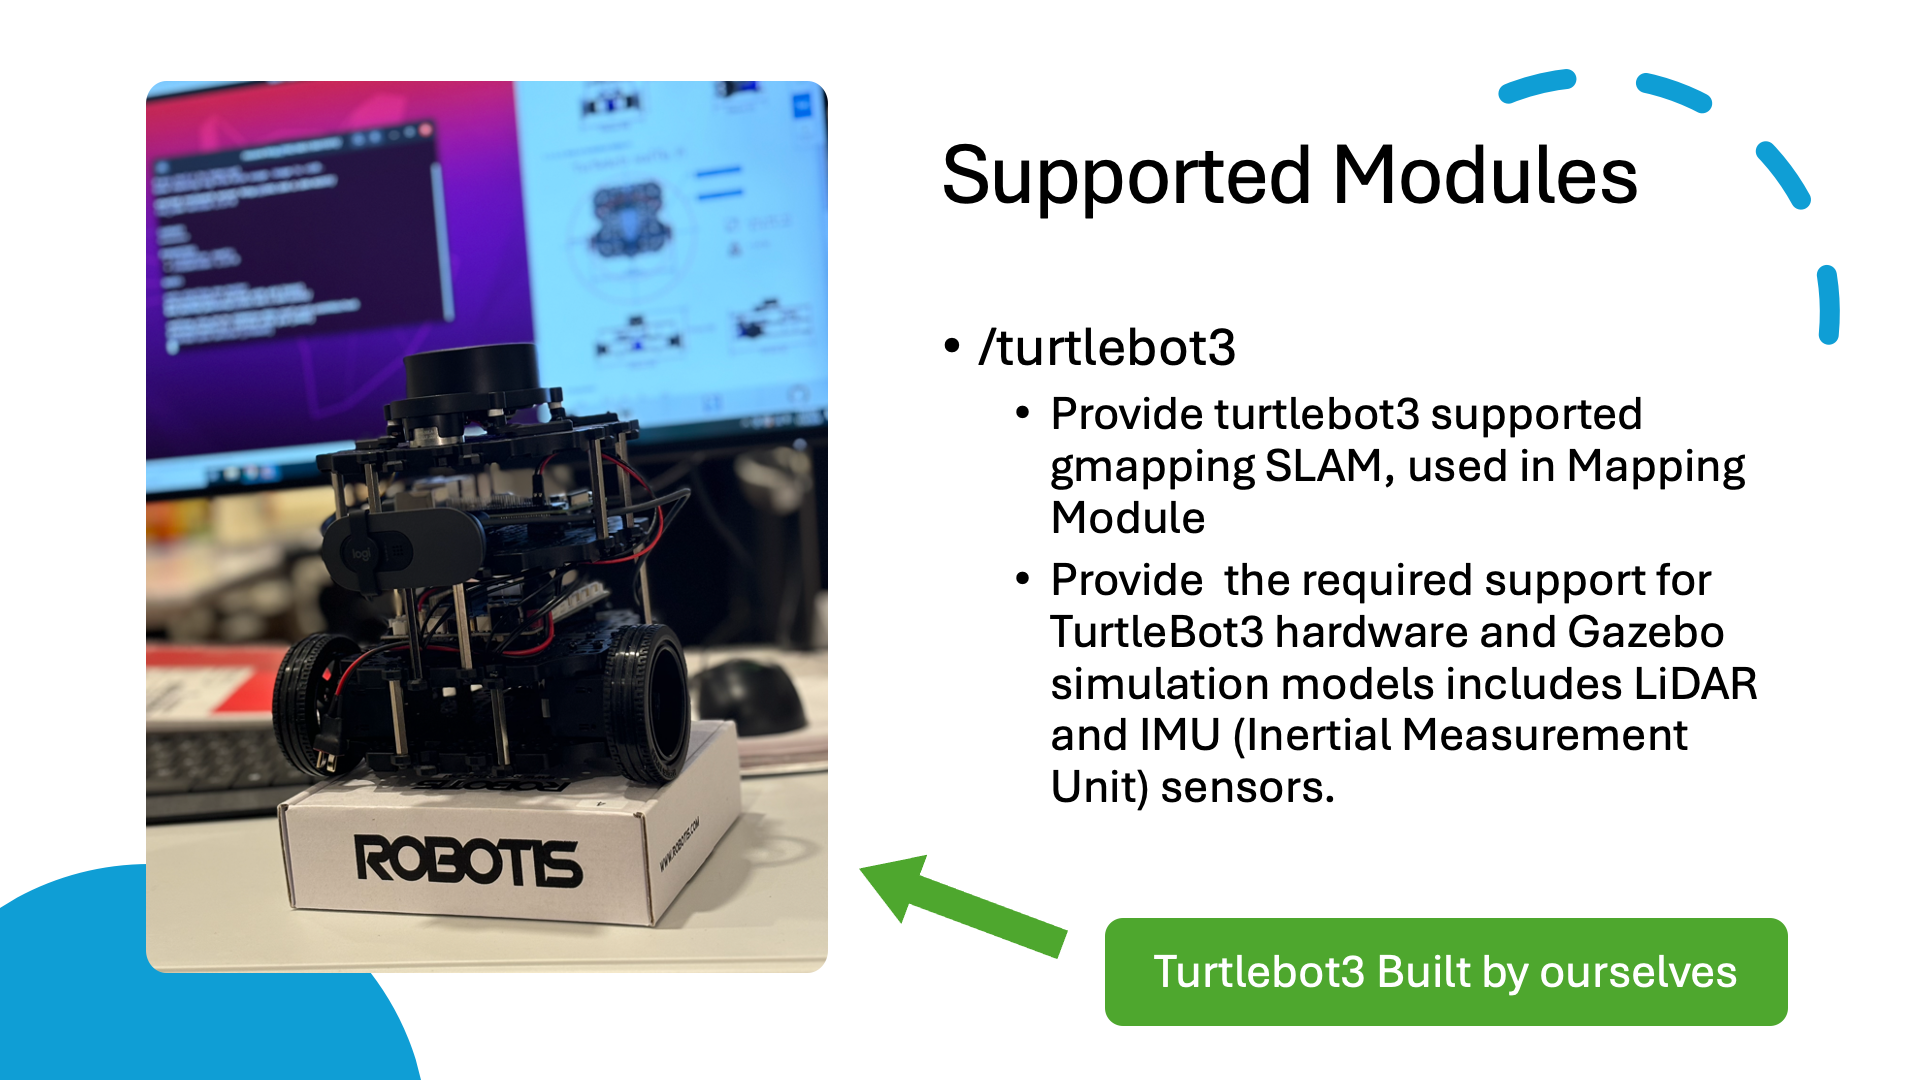 Supported Modules
• /turtlebot3
• Provide turtlebot3 supported
gmapping SLAM, used in Mapping
Module
• Provide  the required support for
TurtleBot3 hardware and Gazebo
simulation models includes LiDAR
and IMU (Inertial Measurement
Unit) sensors.
Turtlebot3 Built by ourselves
logi
ROBOTIS
WWW.ROBOTIS.COM